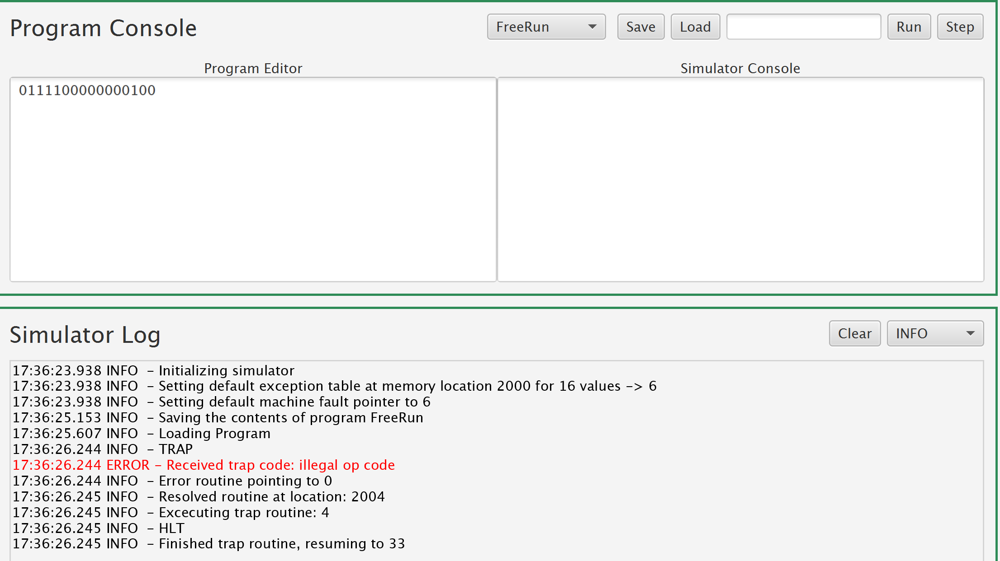 Program Console
FreeRun Save Load Run Step
Program Editor Simulator Console
0111100000000100
Simulator Log
Clear INFO
17:36:23.938 INFO – Initializing simulator
17:36:23.938 INFO – Setting default exception table at memory location 2000 for 16 values –> 6
17:36:23.938 INFO – Setting default machine fault pointer to 6
17:36:25.153 INFO – Saving the contents of program FreeRun
17:36:25.607 INFO – Loading Program
17:36:26.244 INFO – TRAP
17:36:26.244 ERROR – Received trap code: illegal op code
17:36:26.244 INFO – Error routine pointing to 0
17:36:26.245 INFO – Resolved routine at location: 2004
17:36:26.245 INFO – Excecuting trap routine: 4
17:36:26.245 INFO – HLT
17:36:26.245 INFO – Finished trap routine, resuming to 33